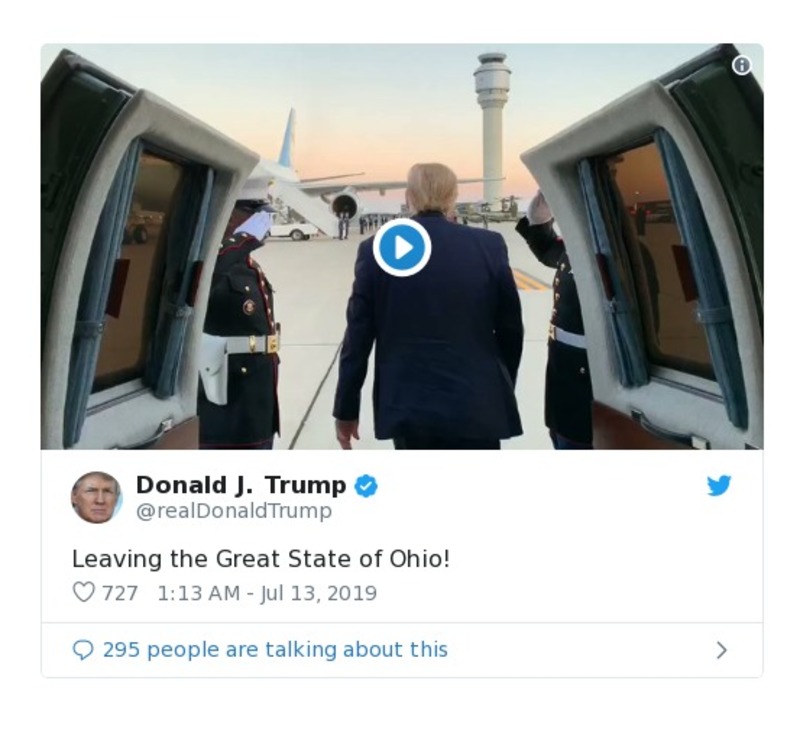 Donald J. Trump
@realDonaldTrump
Leaving the Great State of Ohio!
727 1:13 AM - Jul 13, 2019
295 people are talking about this